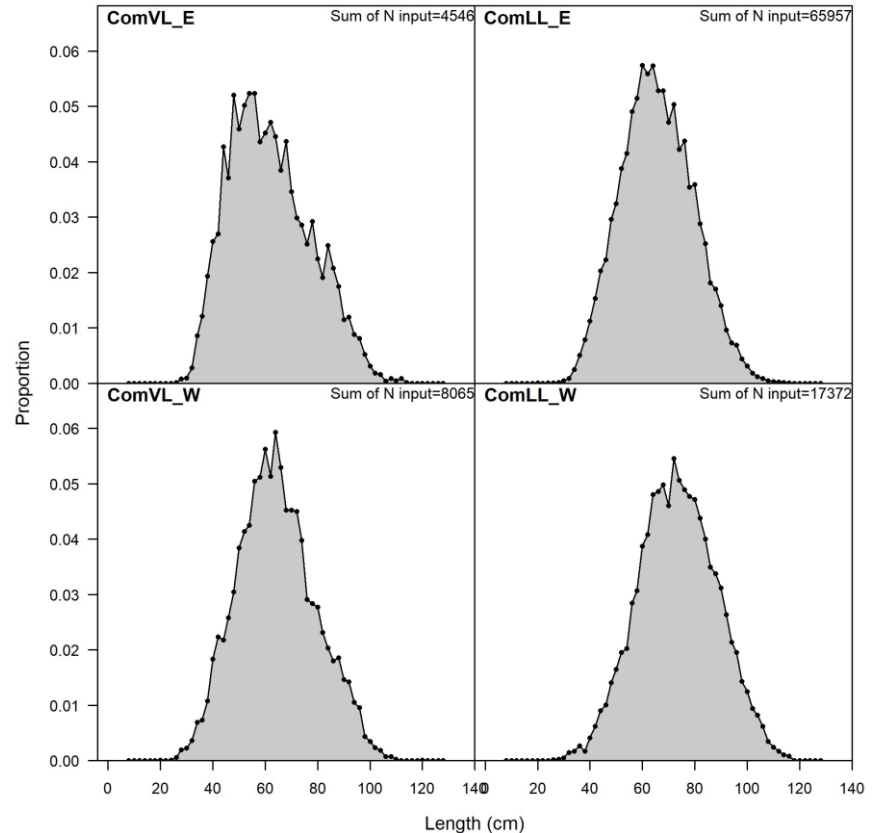 ComVL_E Sum of N input=4546
ComLL_E Sum of N input=65957
0.06
0.05
0.04
0.03
0.02
0.01
0.00
ComVL_W Sum of N input=8065
ComLL_W Sum of N input=17372
0.06
0.05
0.04
0.03
0.02
0.01
0.00
Proportion
0 20 40 60 80 100 120 140
0 20 40 60 80 100 120 140
Length (cm)